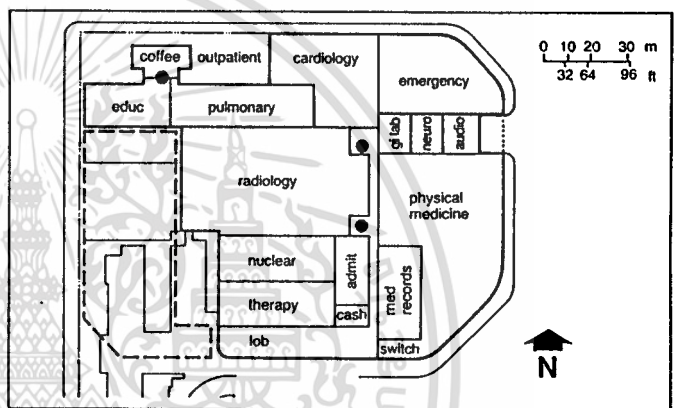 coffee
outpatient
cardiology
0 10 20 30 m
32 64 96 ft
emergency
educ
pulmonary
gi lab
neuro
audio
radiology
physical
medicine
nuclear
admit
therapy
med
records
cash
lob
switch
N